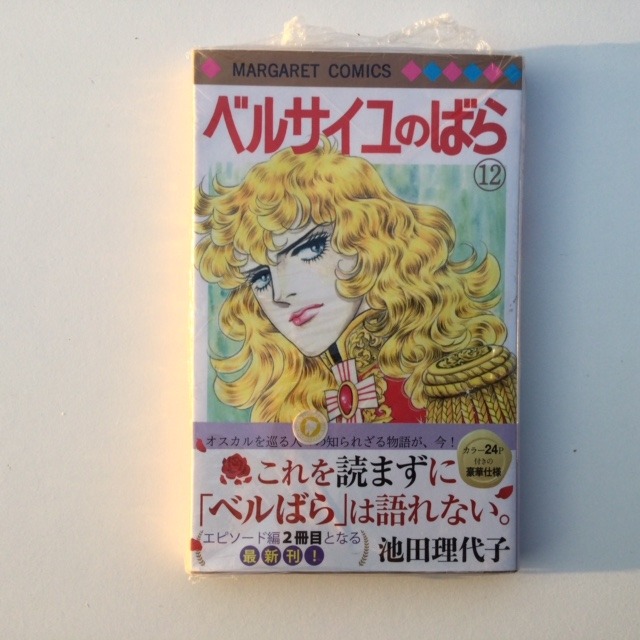 MARGARET COMICS
ベルサイユのばら
⑫
オスカルを巡る人 の知られざる物語が、今!
これを読まずに
「ベルばら」は語れない。
カラー24P
付きの
豪華仕様
エピソード編2冊目となる
最新刊!
池田理代子